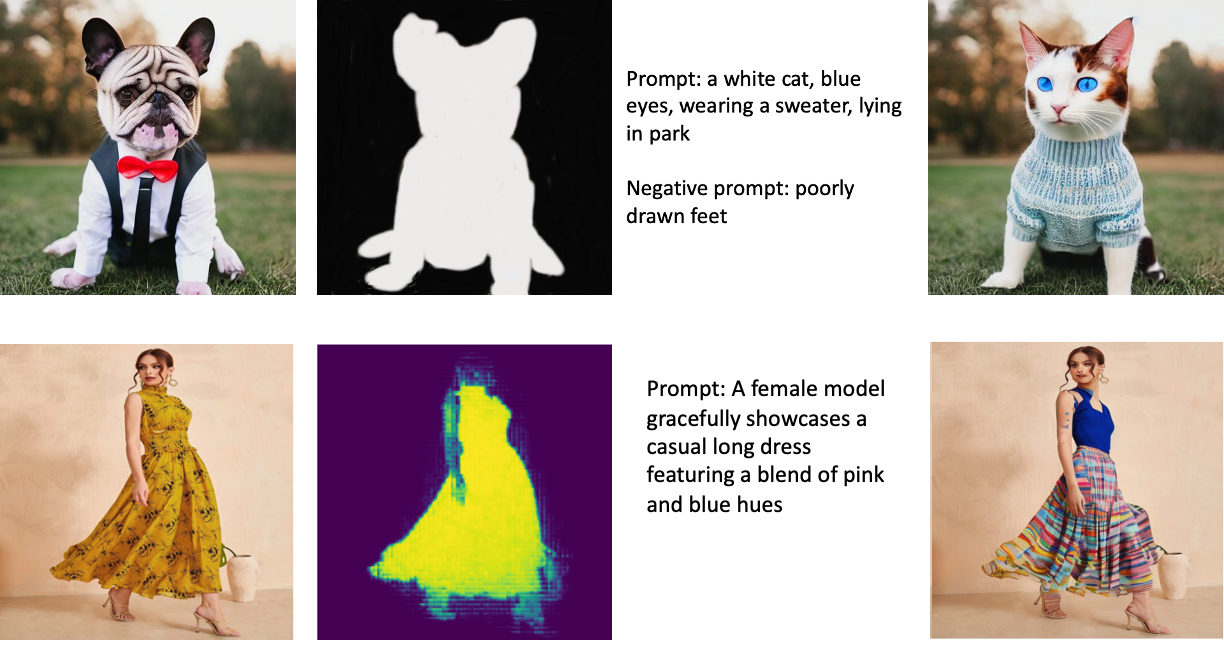 Prompt: a white cat, blue
eyes, wearing a sweater, lying
in park
Negative prompt: poorly
drawn feet
Prompt: A female model
gracefully showcases a
casual long dress
featuring a blend of pink
and blue hues